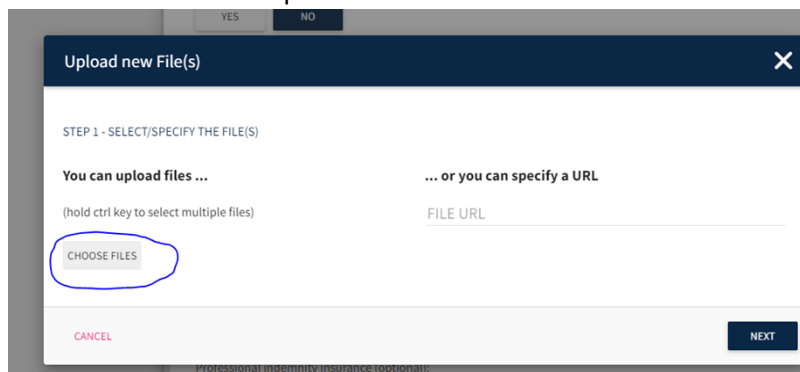 YES NO
Upload new File(s)
STEP 1 - SELECT/SPECIFY THE FILE(S)
You can upload files ... ... or you can specify a URL
(hold ctrl key to select multiple files) FILE URL
CHOOSE FILES
CANCEL NEXT
Professional Indemnity Insurance (optional):